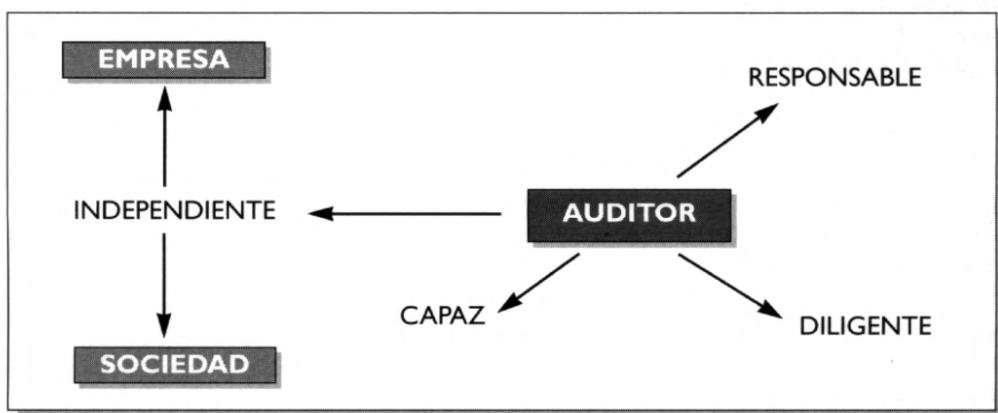 EMPRESA
RESPONSABLE
INDEPENDIENTE
AUDITOR
CAPAZ
DILIGENTE
SOCIEDAD